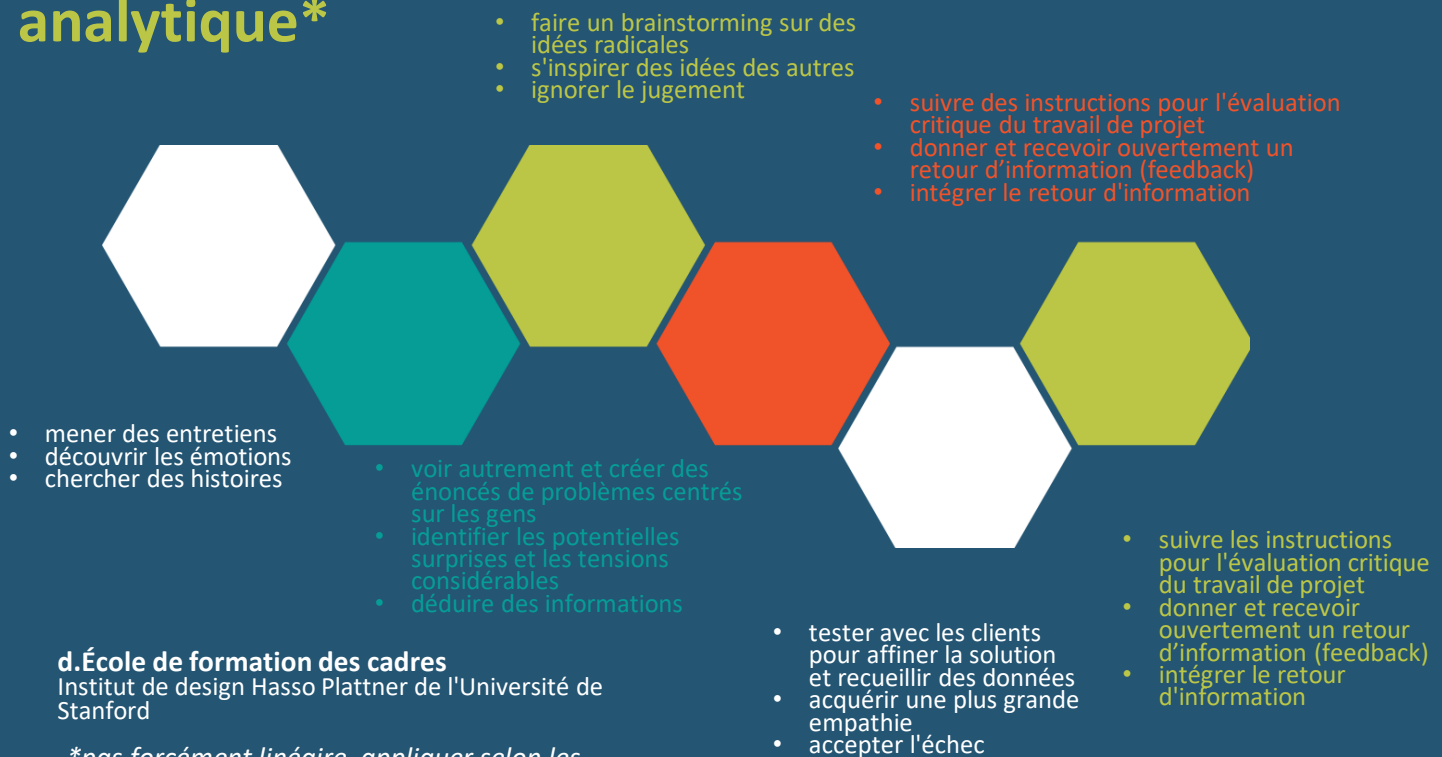 analytique*
• faire un brainstorming sur des
idées radicales
• s'inspirer des idées des autres
• ignorer le jugement
• suivre des instructions pour l'évaluation
critique du travail de projet
• donner et recevoir ouvertement un
retour d’information (feedback)
• intégrer le retour d'information
• mener des entretiens
• découvrir les émotions
• chercher des histoires
• voir autrement et créer des
énoncés de problèmes centrés
sur les gens
• identifier les potentielles
surprises et les tensions
considérables
• déduire des informations
• tester avec les clients
pour affiner la solution
et recueillir des données
• acquérir une plus grande
empathie
• accepter l'échec
• suivre les instructions
pour l'évaluation critique
du travail de projet
• donner et recevoir
ouvertement un retour
d’information (feedback)
• intégrer le retour
d'information
d.École de formation des cadres
Institut de design Hasso Plattner de l'Université de
Stanford
*pas forcément linéaire, appliquer selon les